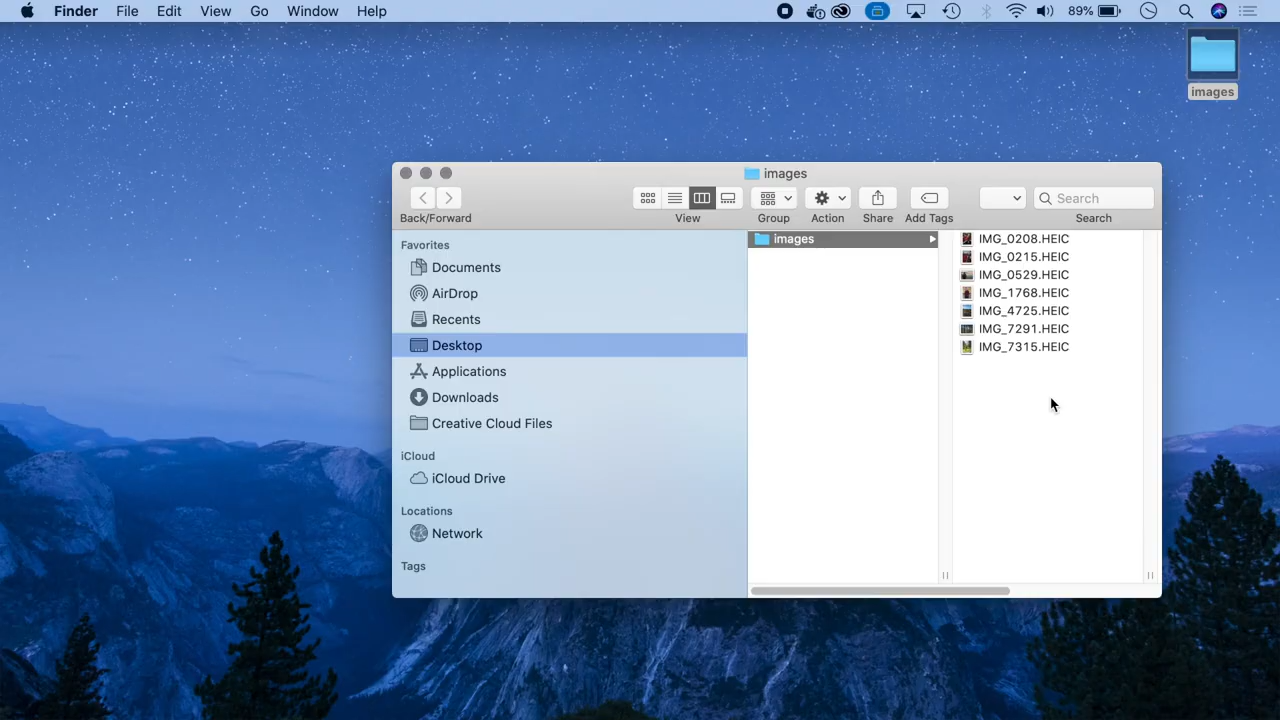 Finder File Edit View Go Window Help 89%
images
images
Search
Back/Forward View Group Action Share Add Tags Search
Favorites
Documents
AirDrop
Recents
Desktop
Applications
Downloads
Creative Cloud Files
iCloud
iCloud Drive
Locations
Network
Tags
images
IMG_0208.HEIC
IMG_0215.HEIC
IMG_0529.HEIC
IMG_1768.HEIC
IMG_4725.HEIC
IMG_7291.HEIC
IMG_7315.HEIC